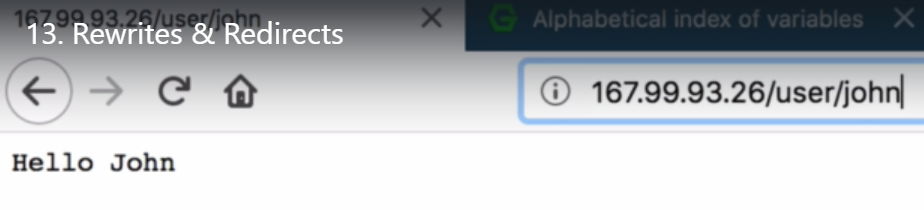 167.99.93.26/user/john
13. Rewrites & Redirects
Alphabetical index of variables
167.99.93.26/user/john
Hello John